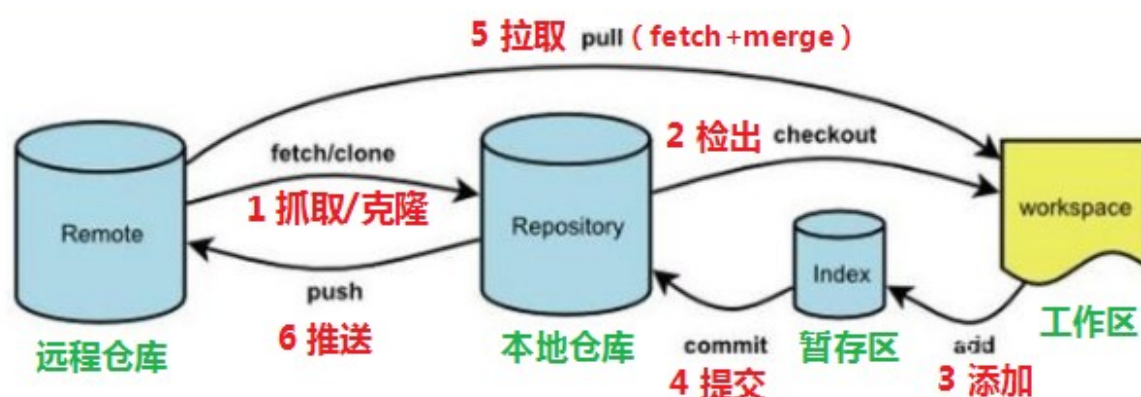 5 拉取 pull ( fetch+merge )
fetch/clone
2 检出 checkout
1 抓取/克隆
Remote
Repository
workspace
Index
push
6 推送
远程仓库
本地仓库
commit
4 提交
暂存区
add
3 添加
工作区